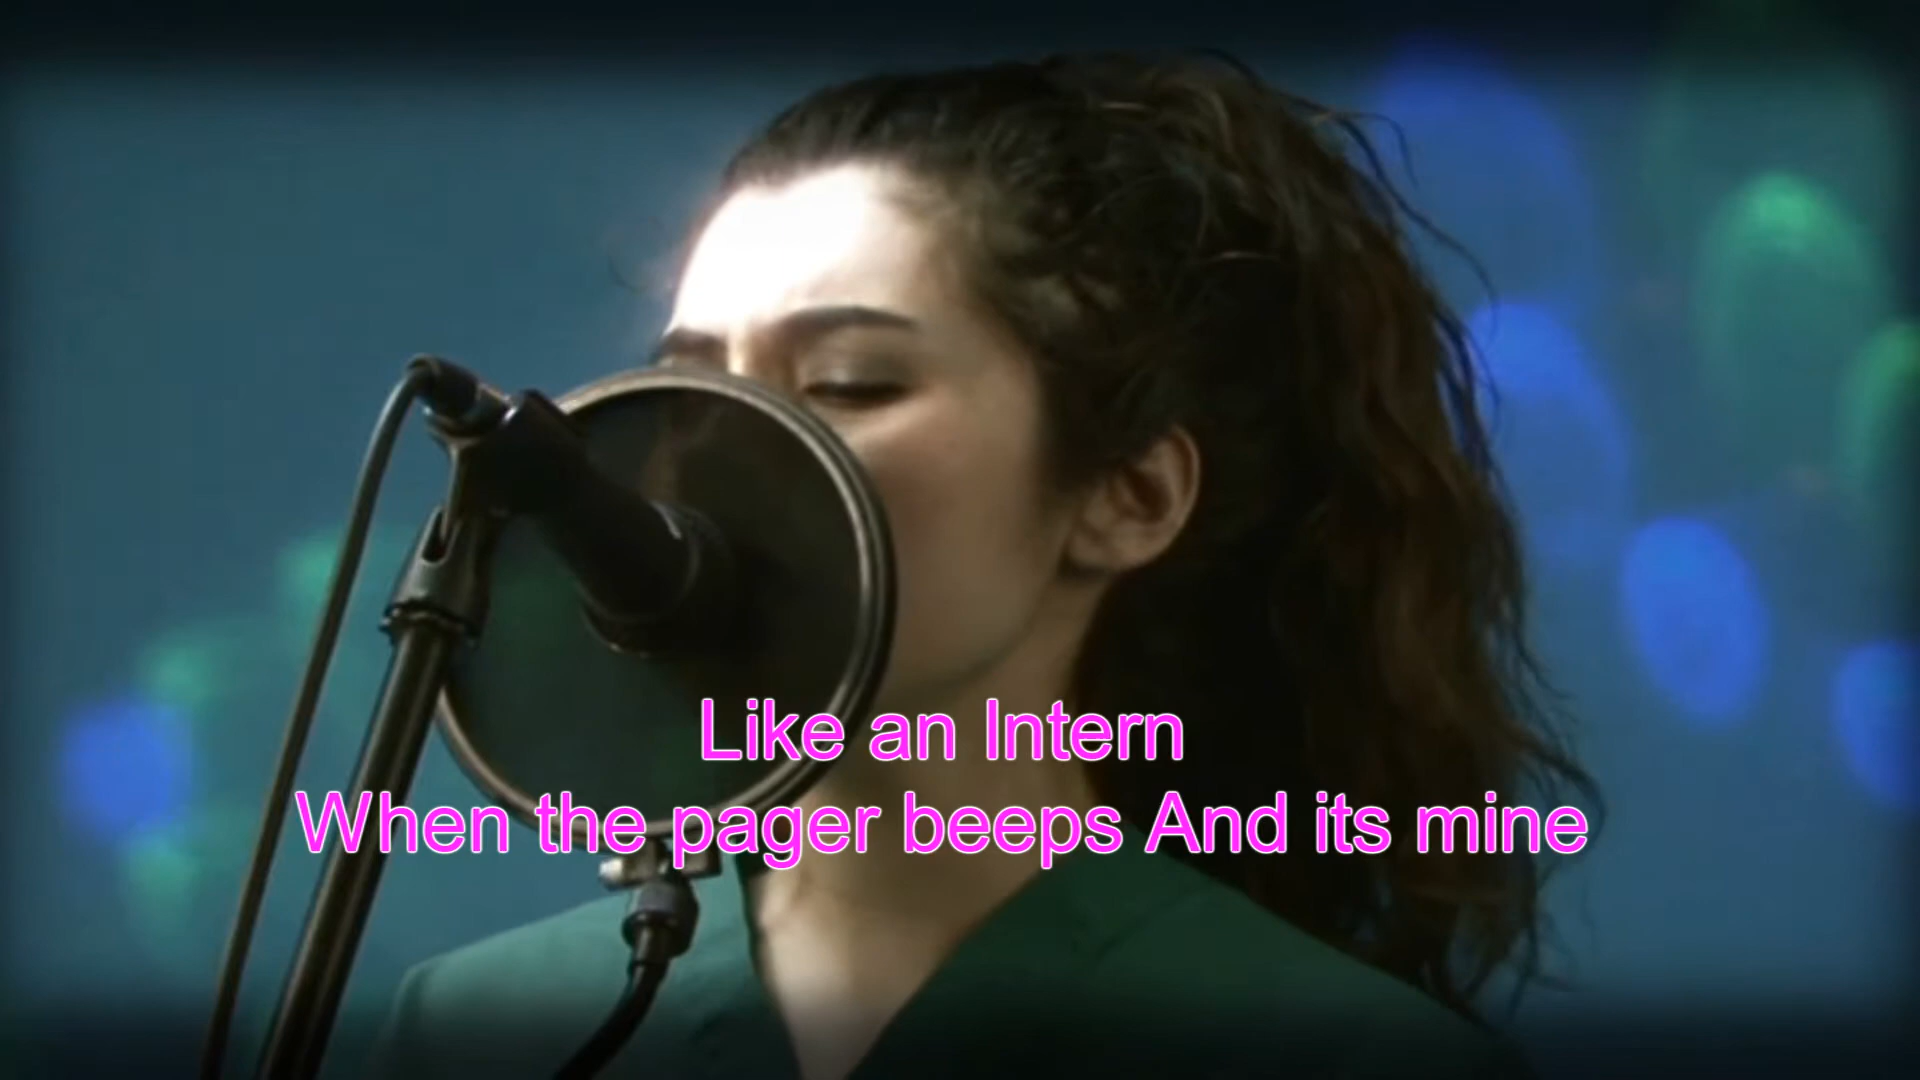 Like an Intern
When the pager beeps And its mine